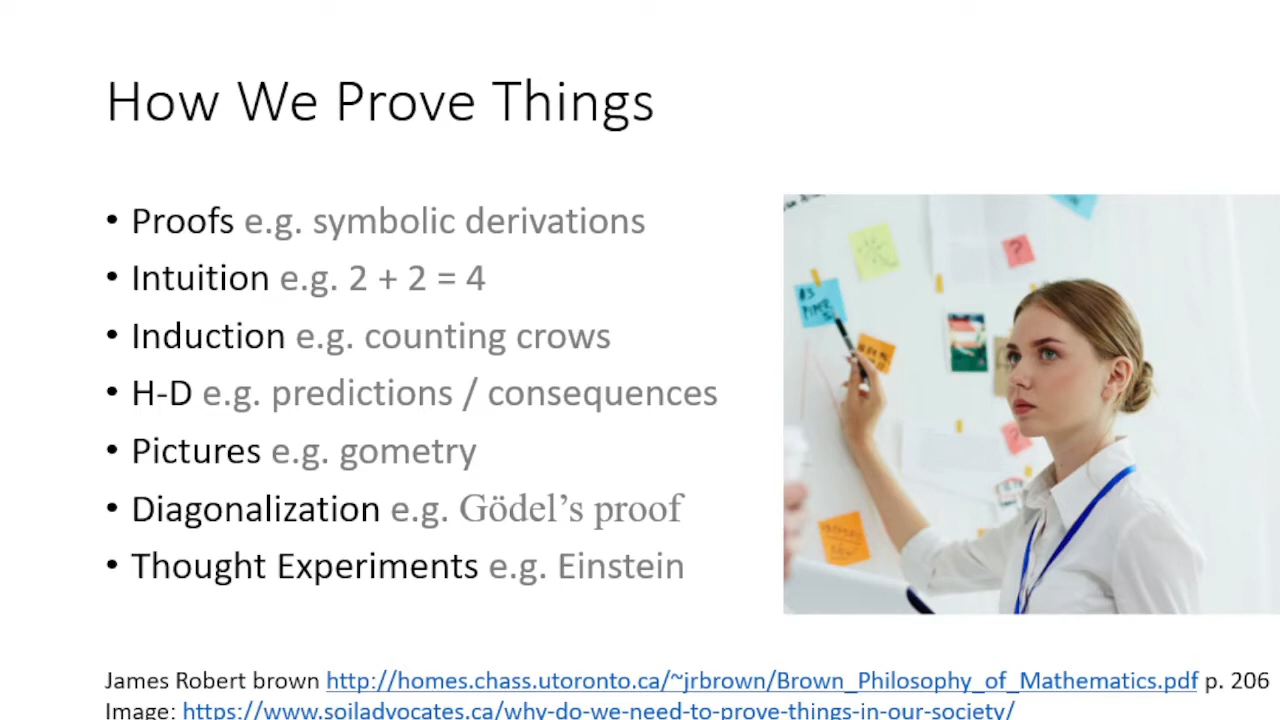 How We Prove Things
• Proofs e.g. symbolic derivations
• Intuition e.g. 2 + 2 = 4
• Induction e.g. counting crows
• H-D e.g. predictions / consequences
• Pictures e.g. gometry
• Diagonalization e.g. Gödel’s proof
• Thought Experiments e.g. Einstein
?
James Robert brown http://homes.chass.utoronto.ca/~jrbrown/Brown_Philosophy_of_Mathematics.pdf p. 206
Image: https://www.soiladvocates.ca/why-do-we-need-to-prove-things-in-our-society/